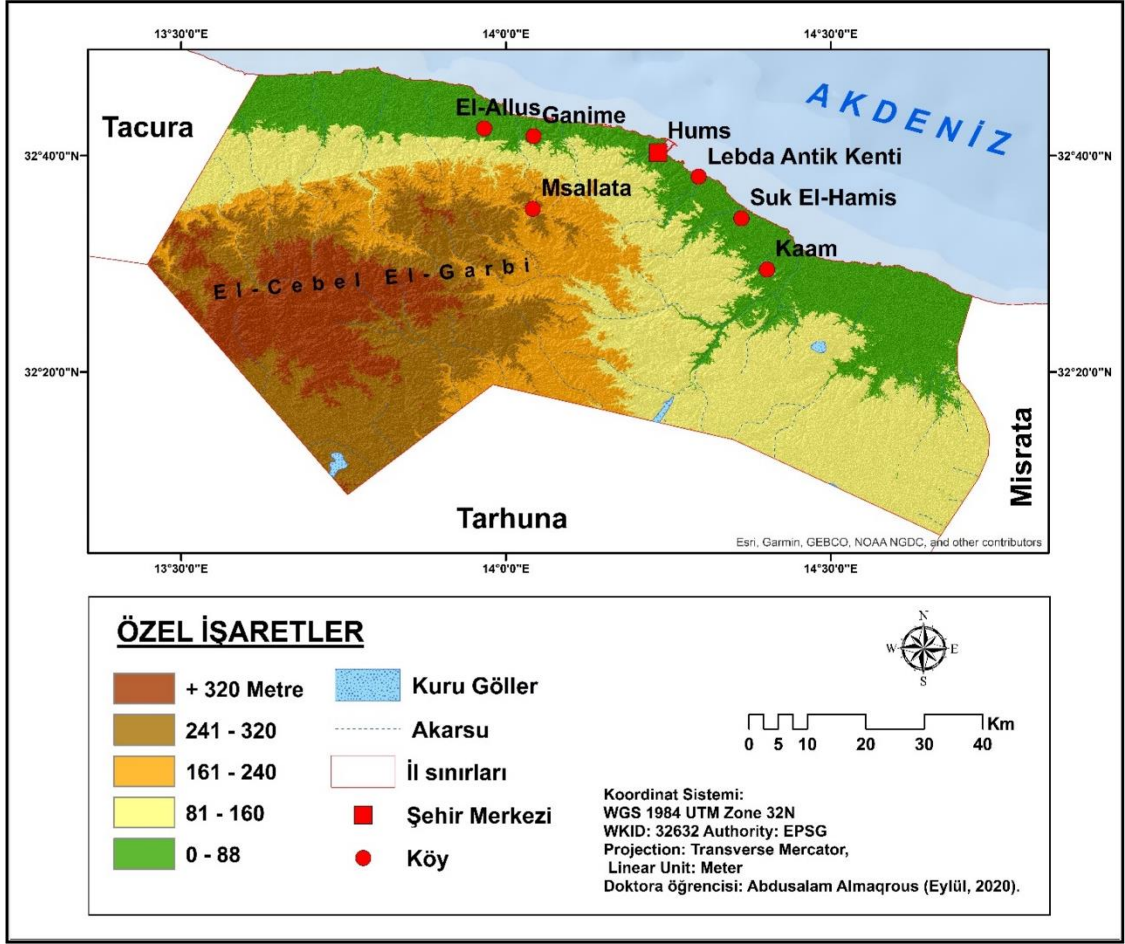 13°30'0"E 14°0'0"E 14°30'0"E
AKDENİZ
Tacura
El-Allus
Ganime
Hums
32°40'0"N
32°40'0"N
Lebda Antik Kenti
Msallata
Suk El-Hamis
Kaam
El-Cebel El-Garbi
32°20'0"N
32°20'0"N
Misrata
Tarhuna
Esri, Garmin, GEBCO, NOAA NGDC, and other contributors
13°30'0"E 14°0'0"E 14°30'0"E
ÖZEL İŞARETLER
+ 320 Metre
241 - 320
161 - 240
81 - 160
0 - 88
Kuru Göller
Akarsu
İl sınırları
Şehir Merkezi
Köy
N
W E
S
Km
0 5 10 20 30 40
Koordinat Sistemi:
WGS 1984 UTM Zone 32N
WKID: 32632 Authority: EPSG
Projection: Transverse Mercator,
Linear Unit: Meter
Doktora öğrencisi: Abdusalam Almaqrous (Eylül, 2020).